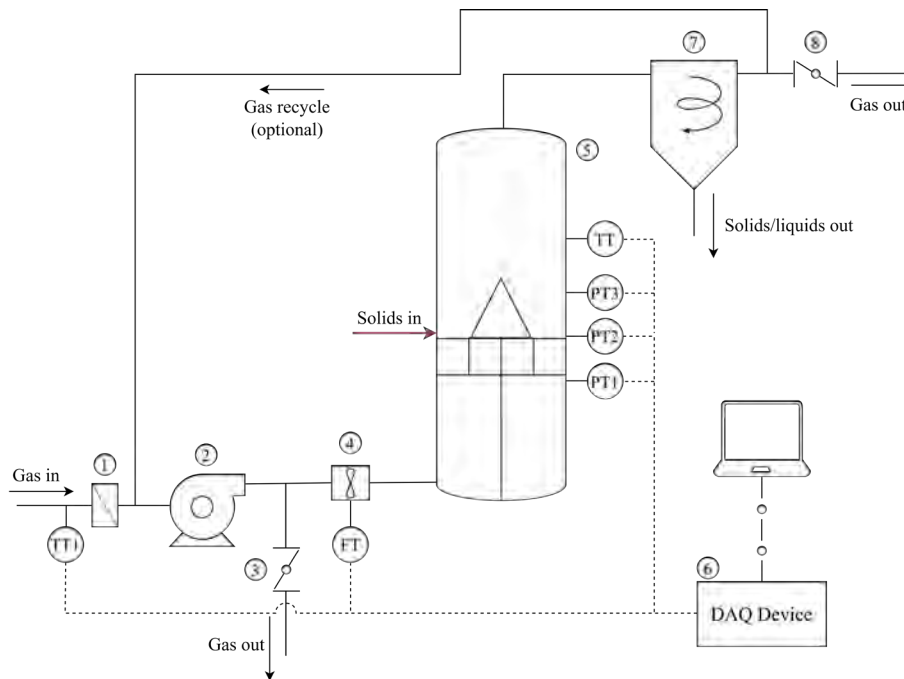 ⑦
⑧
Gas recycle
(optional)
Gas out
⑤
Solids/liquids out
TT
PT3
Solids in
PT2
PT1
④
Gas in
①
②
TT1
③
FT
⑥
DAQ Device
Gas out